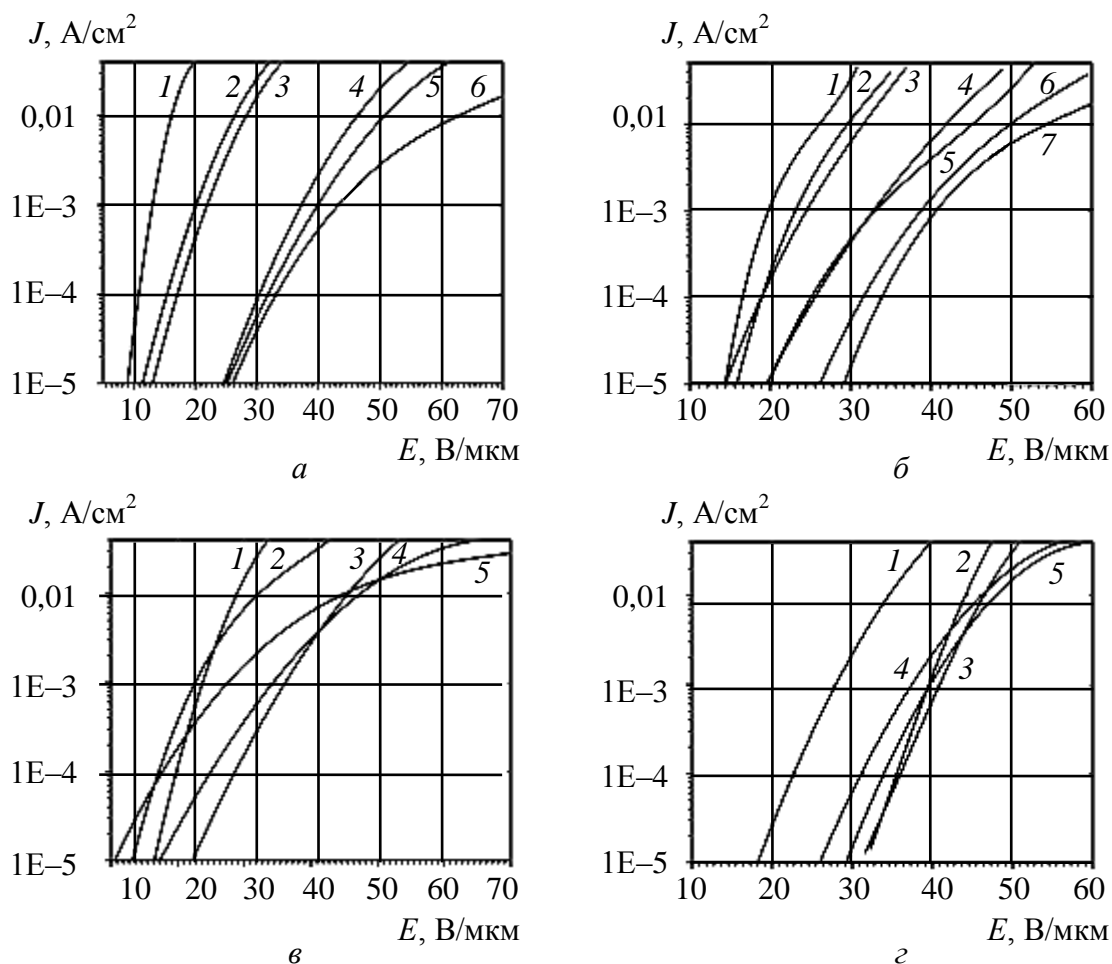 J, А/см² J, А/см²
1 2 3 4 5 6 1 2 3 4 6
0,01 0,01
5 7
1E–3 1E–3
1E–4 1E–4
1E–5 1E–5
10 20 30 40 50 60 70 10 20 30 40 50 60
E, В/мкм E, В/мкм
а б
J, А/см² J, А/см²
1 2 3 4 5 1 2 5
0,01 0,01
4 3
1E–3 1E–3
1E–4 1E–4
1E–5 1E–5
10 20 30 40 50 60 70 10 20 30 40 50 60
E, В/мкм E, В/мкм
в г